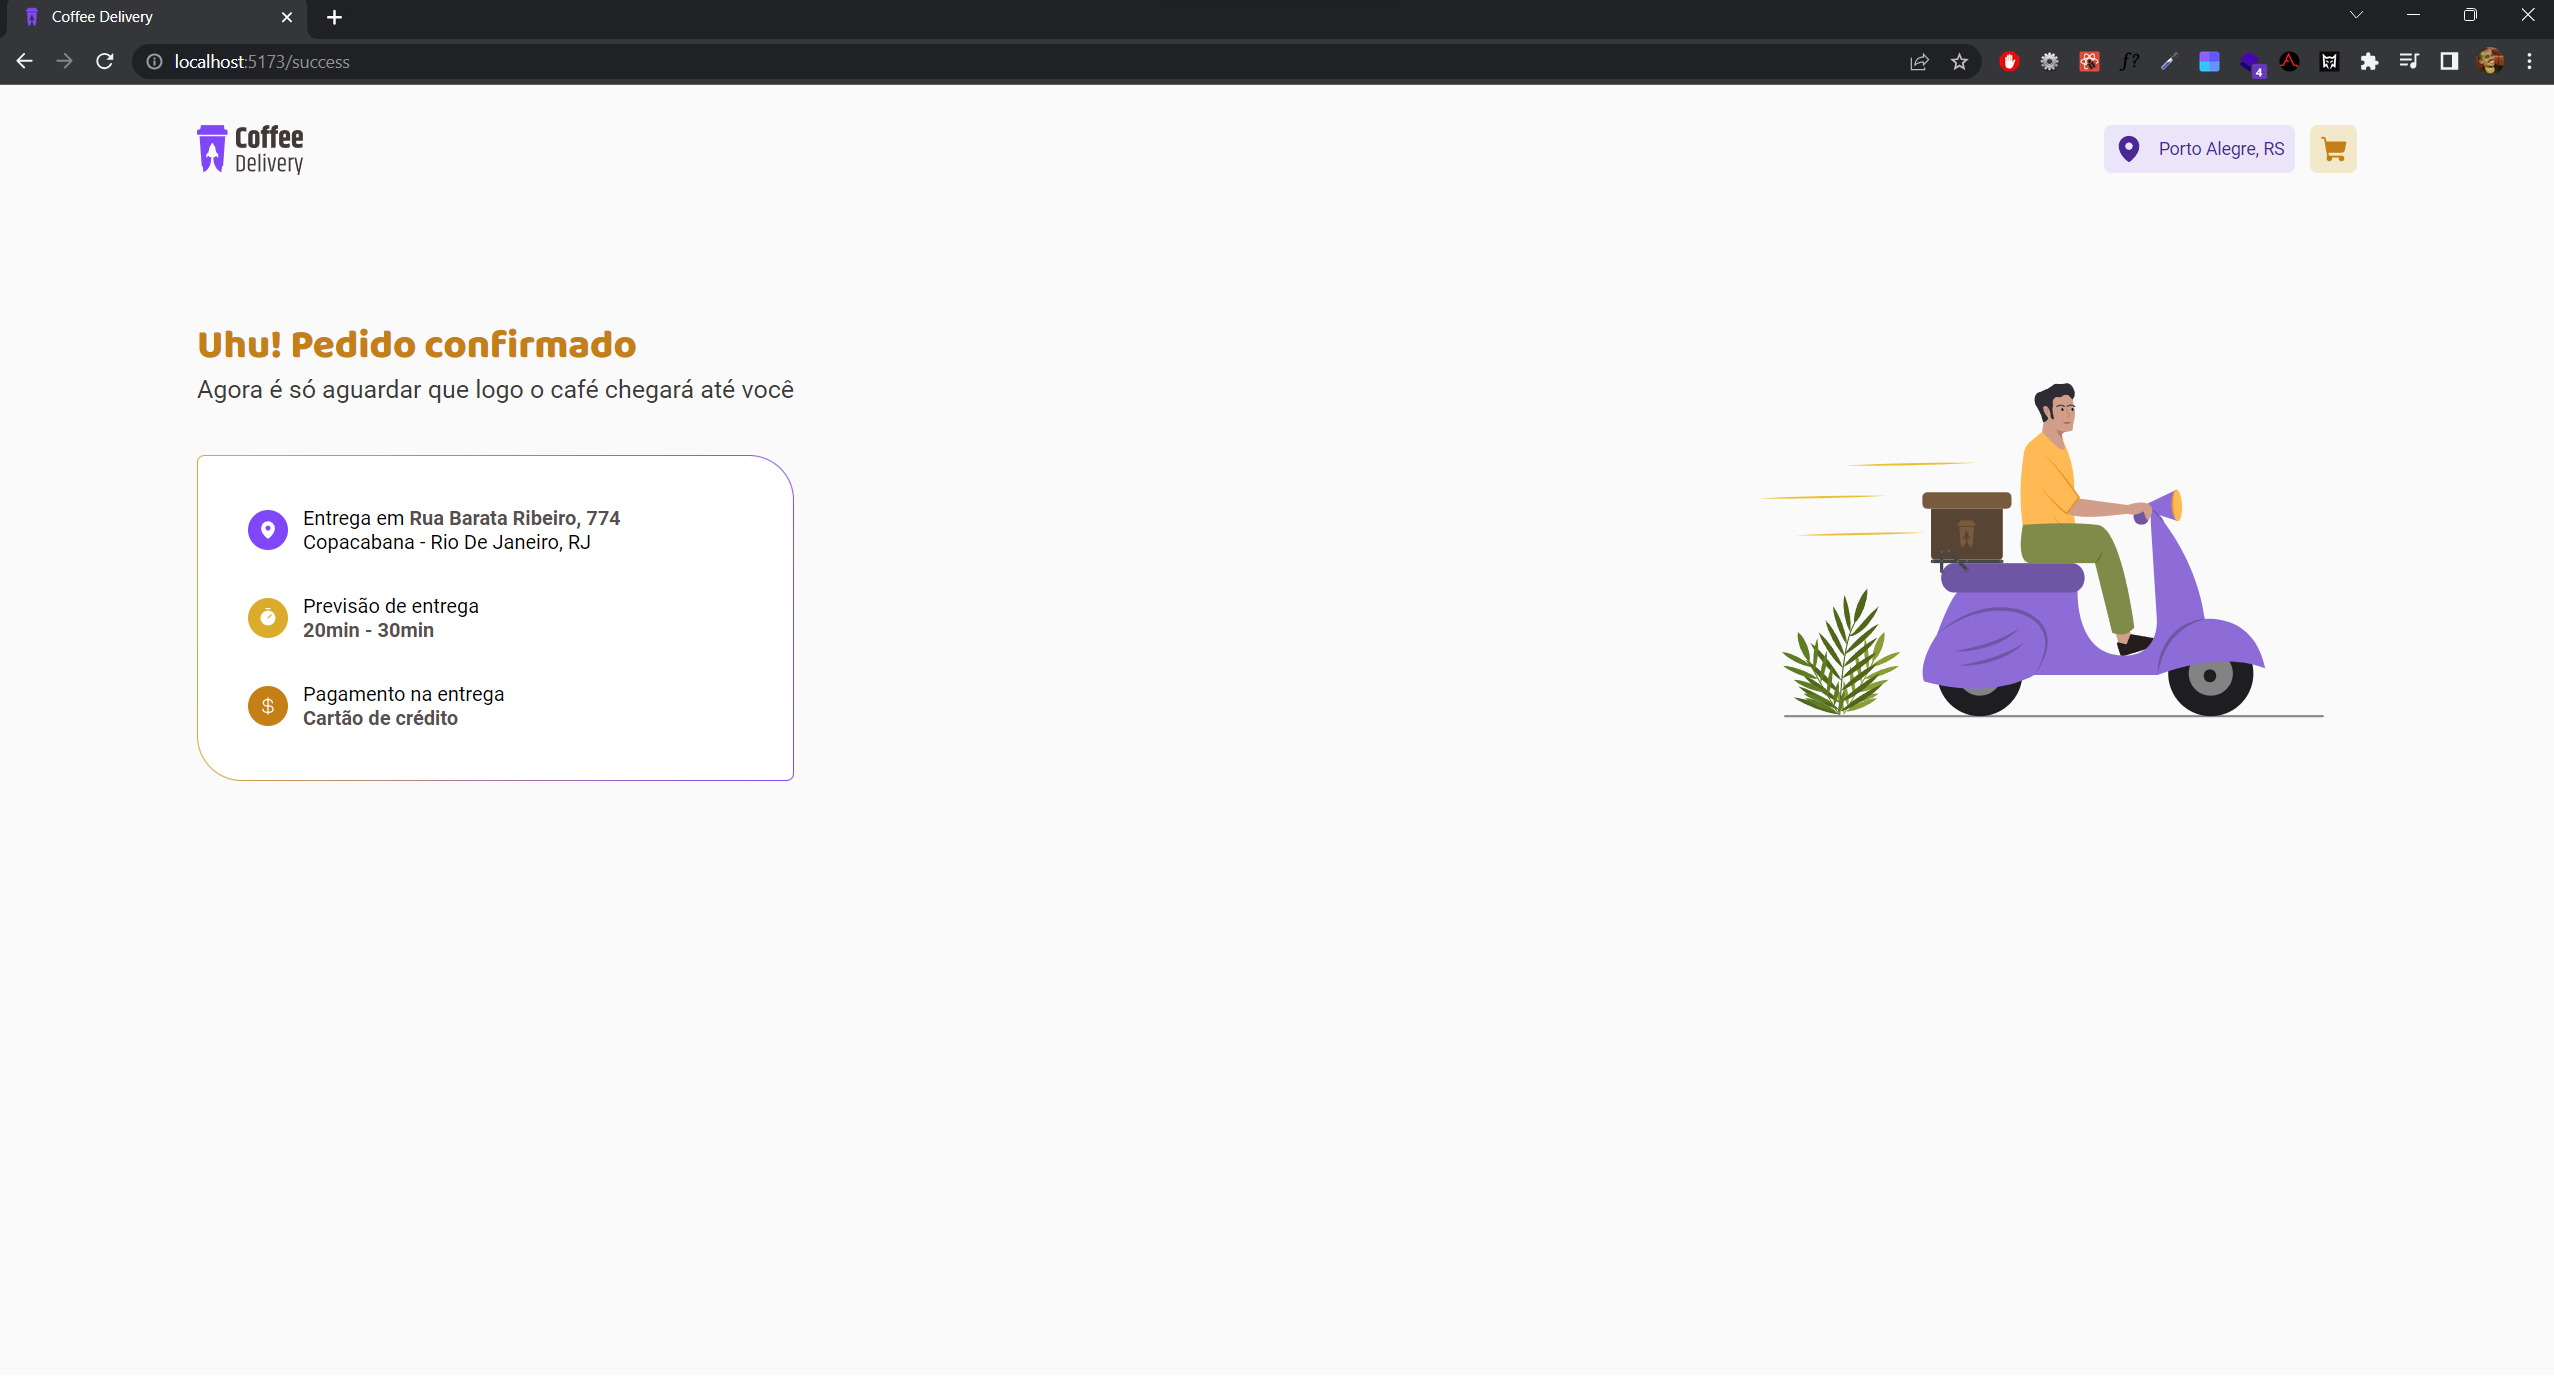 Coffee Delivery
localhost:5173/success
f?
4
Coffee
Delivery
Porto Alegre, RS
Uhu! Pedido confirmado
Agora é só aguardar que logo o café chegará até você
Entrega em Rua Barata Ribeiro, 774
Copacabana - Rio De Janeiro, RJ
Previsão de entrega
20min - 30min
$ Pagamento na entrega
Cartão de crédito